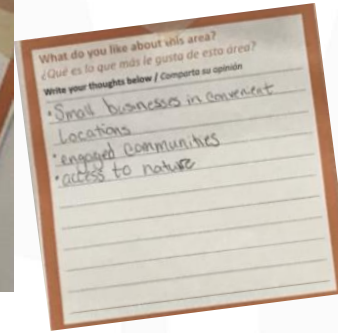 What do you like about this area?
¿Qué es lo que más le gusta de esta área?
Write your thoughts below / Comparta su opinión
• Small businesses in convenient
Locations
• engaged communities
• access to nature